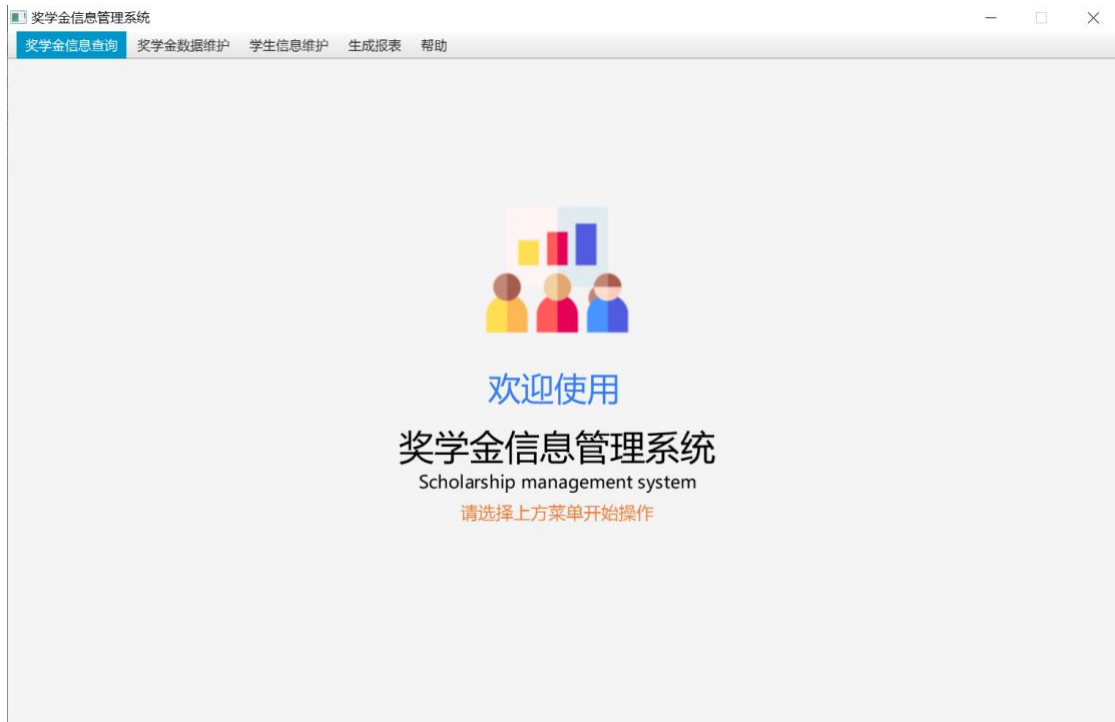 奖学金信息管理系统
奖学金信息查询 奖学金数据维护 学生信息维护 生成报表 帮助
欢迎使用
奖学金信息管理系统
Scholarship management system
请选择上方菜单开始操作